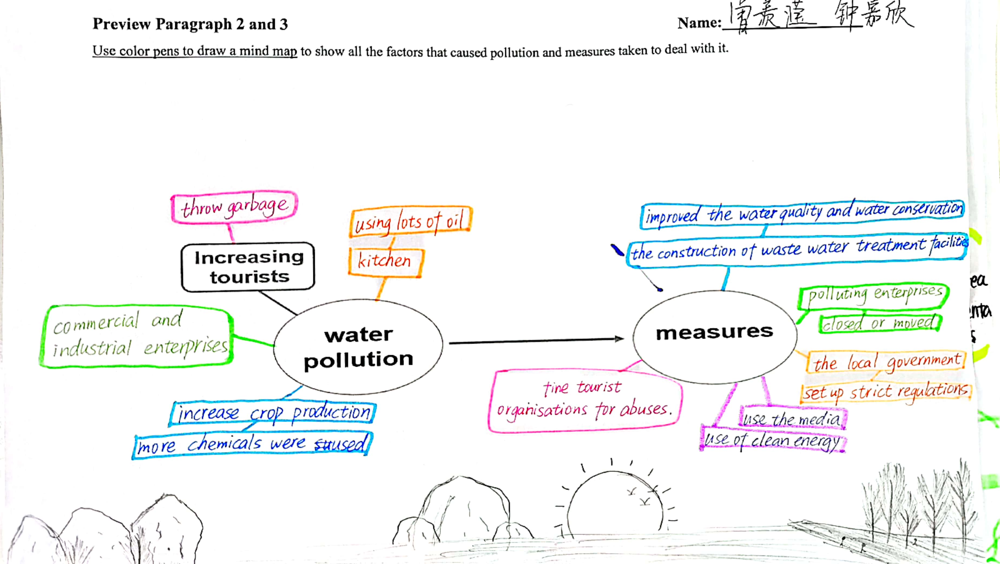 Preview Paragraph 2 and 3
Name: 钟嘉欣
Use color pens to draw a mind map to show all the factors that caused pollution and measures taken to deal with it.
throw garbage
Increasing
tourists
using lots of oil
kitchen
commercial and
industrial enterprises
water
pollution
increase crop production
more chemicals were used
improved the water quality and water conservation
the construction of waste water treatment facilities
measures
polluting enterprises
closed or moved
the local government
set up strict regulations
fine tourist
organisations for abuses.
use the media
use of clean energy
ea
nta
s